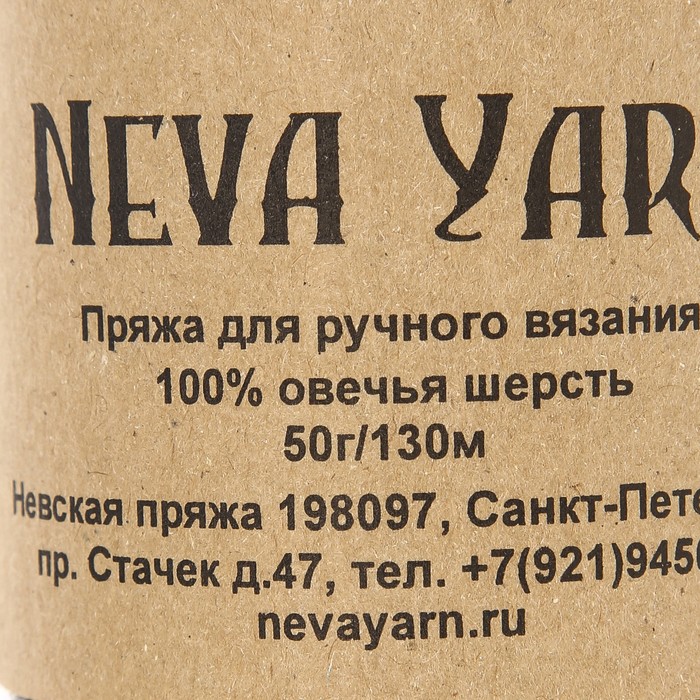 NEVA YAR
Пряжа для ручного вязания
100% овечья шерсть
50г/130м
Невская пряжа 198097, Санкт-Пет
пр. Стачек д.47, тел. +7(921)945
nevayarn.ru